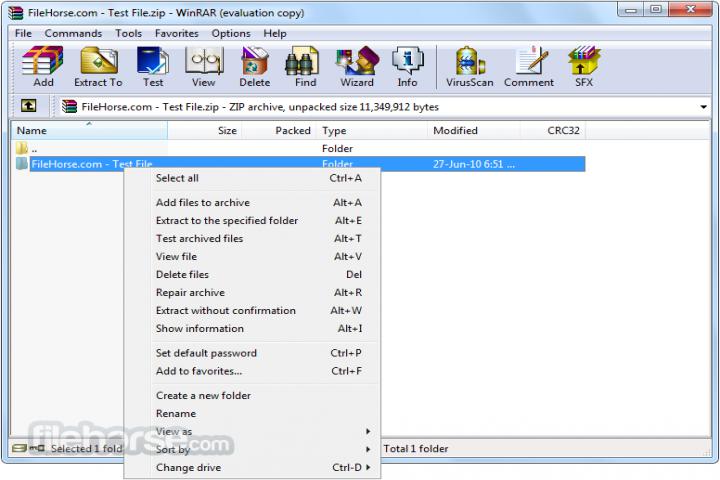 FileHorse.com - Test File.zip - WinRAR (evaluation copy)
File Commands Tools Favorites Options Help
Add Extract To Test View Delete Find Wizard Info VirusScan Comment SFX
FileHorse.com - Test File.zip - ZIP archive, unpacked size 11,349,912 bytes
Name Size Packed Type Modified CRC32
.. Folder
FileHorse.com - Test File Folder 27-Jun-10 6:51 ...
Select all Ctrl+A
Add files to archive Alt+A
Extract to the specified folder Alt+E
Test archived files Alt+T
View file Alt+V
Delete files Del
Repair archive Alt+R
Extract without confirmation Alt+W
Show information Alt+I
Set default password Ctrl+P
Add to favorites... Ctrl+F
Create a new folder
Rename
View as
Sort by
Change drive Ctrl-D
filehorse.com
Selected 1 fold
Total 1 folder